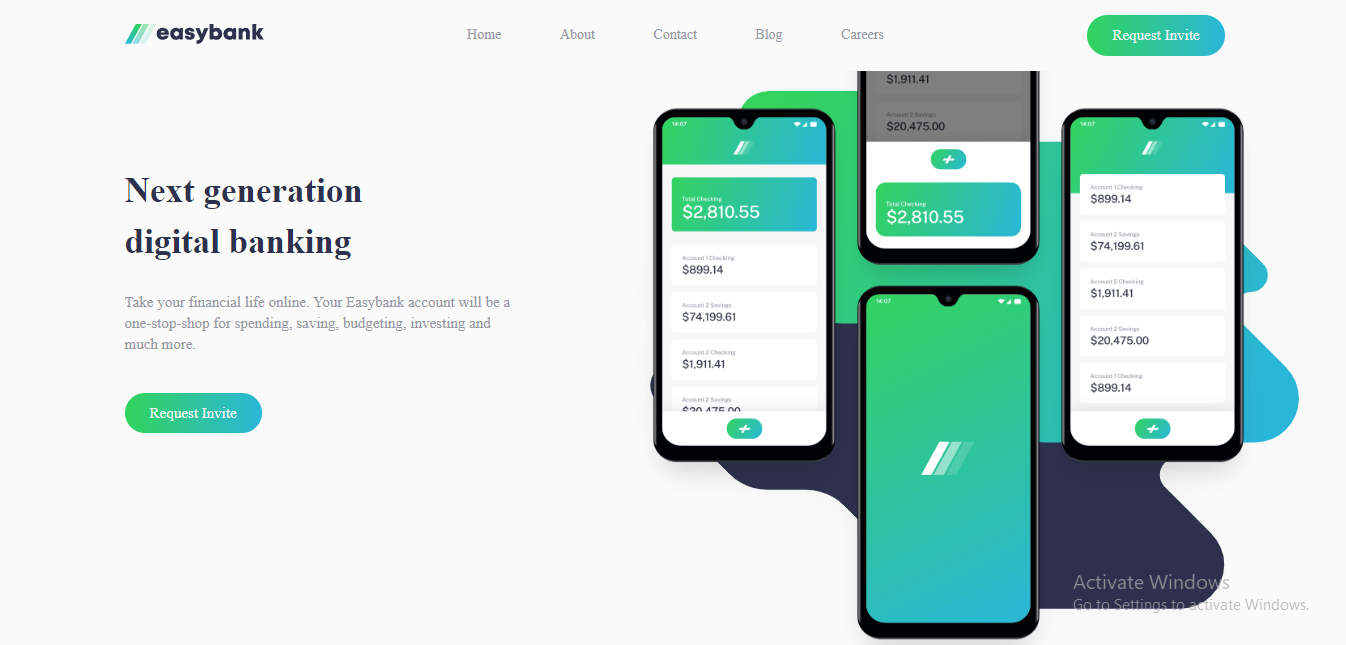 easybank
Home
About
Contact
Blog
Careers
Request Invite
Next generation
digital banking
Take your financial life online. Your Easybank account will be a
one-stop-shop for spending, saving, budgeting, investing and
much more.
Request Invite
14:07
Total Checking
$2,810.55
Account 1 Checking
$899.14
Account 2 Savings
$74,199.61
Account 2 Checking
$1,911.41
Account 2 Savings
$20,475.00
$1,911.41
Account 2 Savings
$20,475.00
Total Checking
$2,810.55
14:07
14:07
Account 1 Checking
$899.14
Account 2 Savings
$74,199.61
Account 2 Checking
$1,911.41
Account 2 Savings
$20,475.00
Account 1 Checking
$899.14
Activate Windows
Go to Settings to activate Windows.